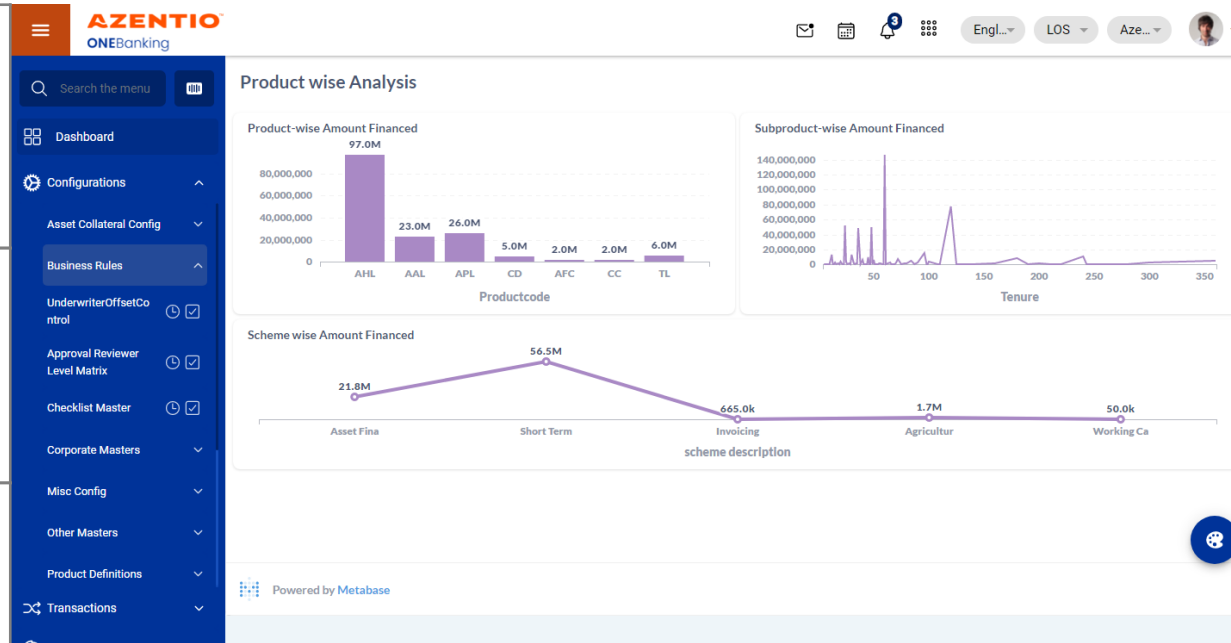 AZENTIO
ONEBanking
3
Engl...
LOS
Aze...
Search the menu
Dashboard
Configurations
Asset Collateral Config
Business Rules
UnderwriterOffsetCo
ntrol
Approval Reviewer
Level Matrix
Checklist Master
Corporate Masters
Misc Config
Other Masters
Product Definitions
Transactions
Product wise Analysis
Product-wise Amount Financed
97.0M
80,000,000
60,000,000
40,000,000
20,000,000
0
23.0M
26.0M
5.0M
2.0M
2.0M
6.0M
AHL
AAL
APL
CD
AFC
CC
TL
Productcode
Subproduct-wise Amount Financed
140,000,000
120,000,000
100,000,000
80,000,000
60,000,000
40,000,000
20,000,000
0
50
100
150
200
250
300
350
Tenure
Scheme wise Amount Financed
21.8M
56.5M
665.0k
1.7M
50.0k
Asset Fina
Short Term
Invoicing
Agricultur
Working Ca
scheme description
Powered by Metabase